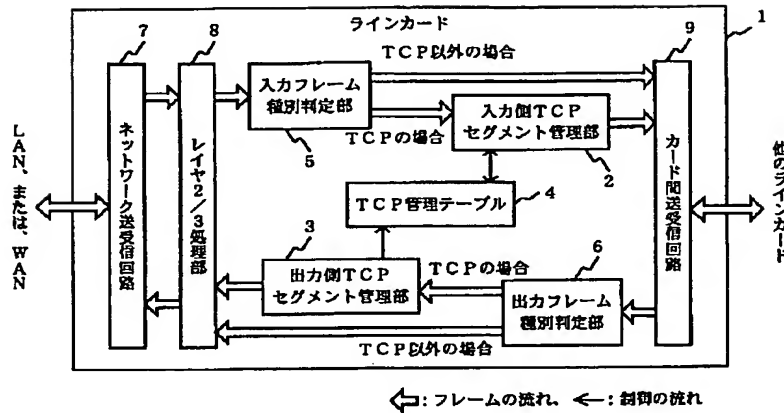 ラインカード
1
7
8
9
TCP以外の場合
入力フレーム
種別判定部
5
TCPの場合
入力側TCP
セグメント管理部
2
LAN、または、WAN
ネットワーク送受信回路
レイヤ2/3処理部
TCP管理テーブル
4
カード間送受信回路
他のラインカード
3
出力側TCP
セグメント管理部
TCPの場合
6
出力フレーム
種別判定部
TCP以外の場合
:フレームの流れ、
:制御の流れ